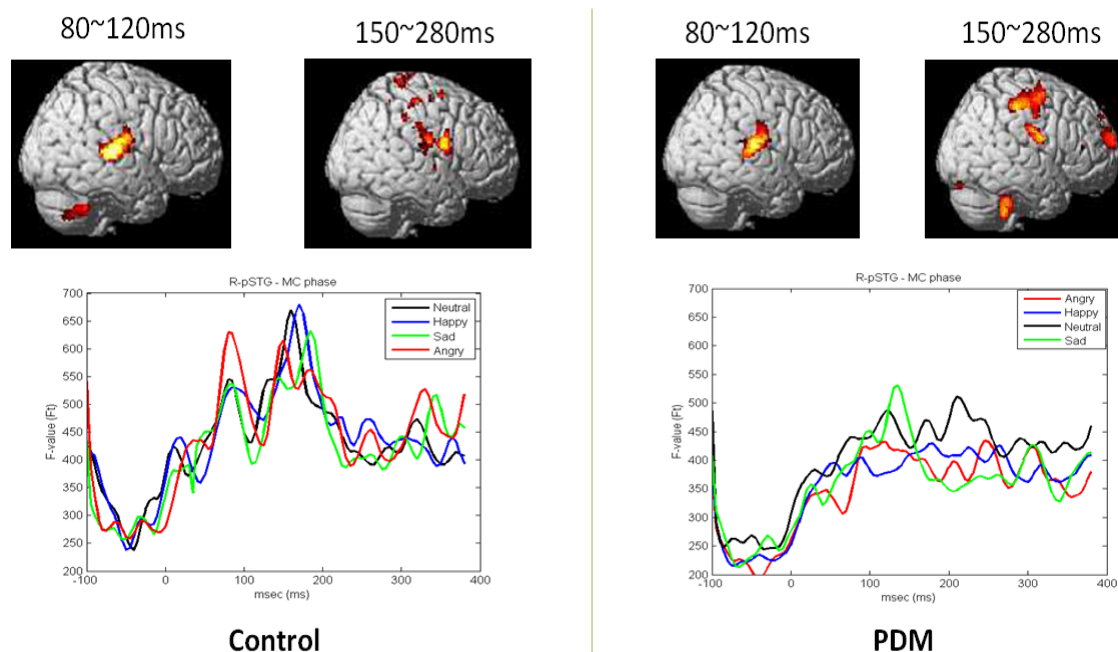 80~120ms
150~280ms
R-pSTG - MC phase
700
650
600
550
500
450
400
350
300
250
200
F-value (Ft)
Neutral
Happy
Sad
Angry
-100
0
100
200
300
400
msec (ms)
Control
80~120ms
150~280ms
R-pSTG - MC phase
700
650
600
550
500
450
400
350
300
250
200
F-value (Ft)
Angry
Happy
Neutral
Sad
-100
0
100
200
300
400
msec (ms)
PDM